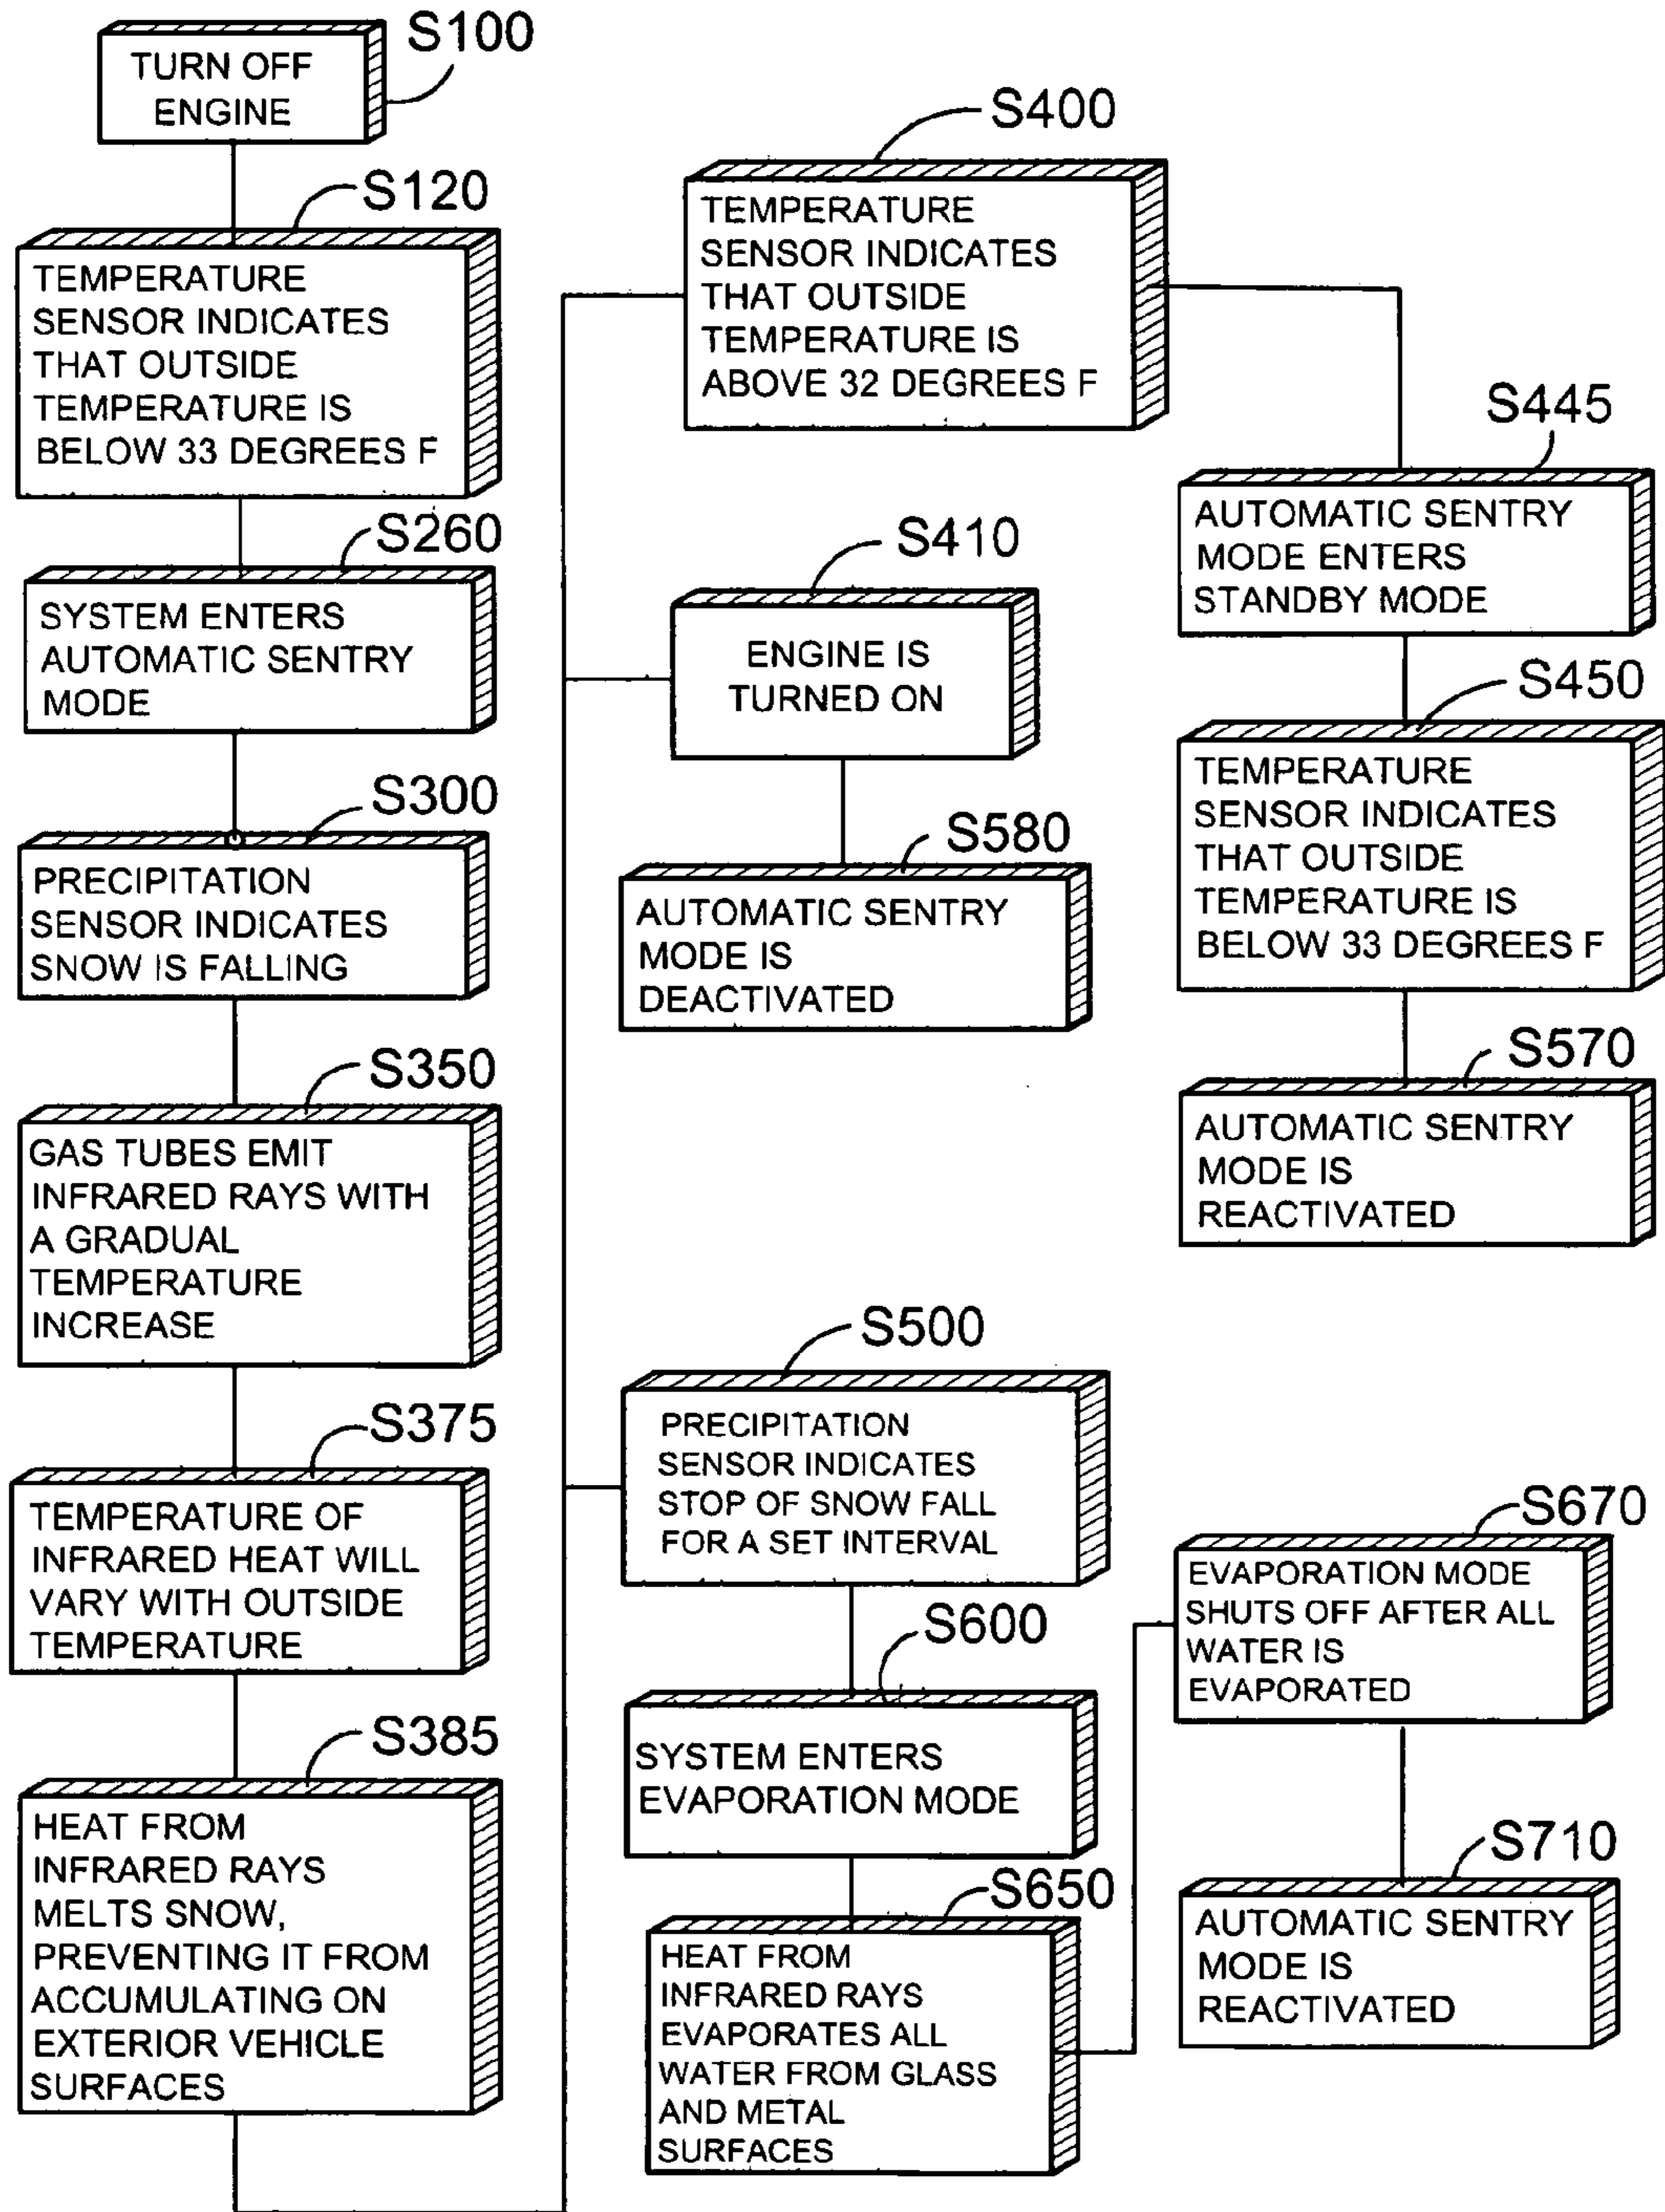 S100
TURN OFF
ENGINE
S120
TEMPERATURE
SENSOR INDICATES
THAT OUTSIDE
TEMPERATURE IS
BELOW 33 DEGREES F
S260
SYSTEM ENTERS
AUTOMATIC SENTRY
MODE
S300
PRECIPITATION
SENSOR INDICATES
SNOW IS FALLING
S350
GAS TUBES EMIT
INFRARED RAYS WITH
A GRADUAL
TEMPERATURE
INCREASE
S375
TEMPERATURE OF
INFRARED HEAT WILL
VARY WITH OUTSIDE
TEMPERATURE
S385
HEAT FROM
INFRARED RAYS
MELTS SNOW,
PREVENTING IT FROM
ACCUMULATING ON
EXTERIOR VEHICLE
SURFACES
S400
TEMPERATURE
SENSOR INDICATES
THAT OUTSIDE
TEMPERATURE IS
ABOVE 32 DEGREES F
S445
AUTOMATIC SENTRY
MODE ENTERS
STANDBY MODE
S450
TEMPERATURE
SENSOR INDICATES
THAT OUTSIDE
TEMPERATURE IS
BELOW 33 DEGREES F
S570
AUTOMATIC SENTRY
MODE IS
REACTIVATED
S410
ENGINE IS
TURNED ON
S580
AUTOMATIC SENTRY
MODE IS
DEACTIVATED
S500
PRECIPITATION
SENSOR INDICATES
STOP OF SNOW FALL
FOR A SET INTERVAL
S600
SYSTEM ENTERS
EVAPORATION MODE
S650
HEAT FROM
INFRARED RAYS
EVAPORATES ALL
WATER FROM GLASS
AND METAL
SURFACES
S670
EVAPORATION MODE
SHUTS OFF AFTER ALL
WATER IS
EVAPORATED
S710
AUTOMATIC SENTRY
MODE IS
REACTIVATED